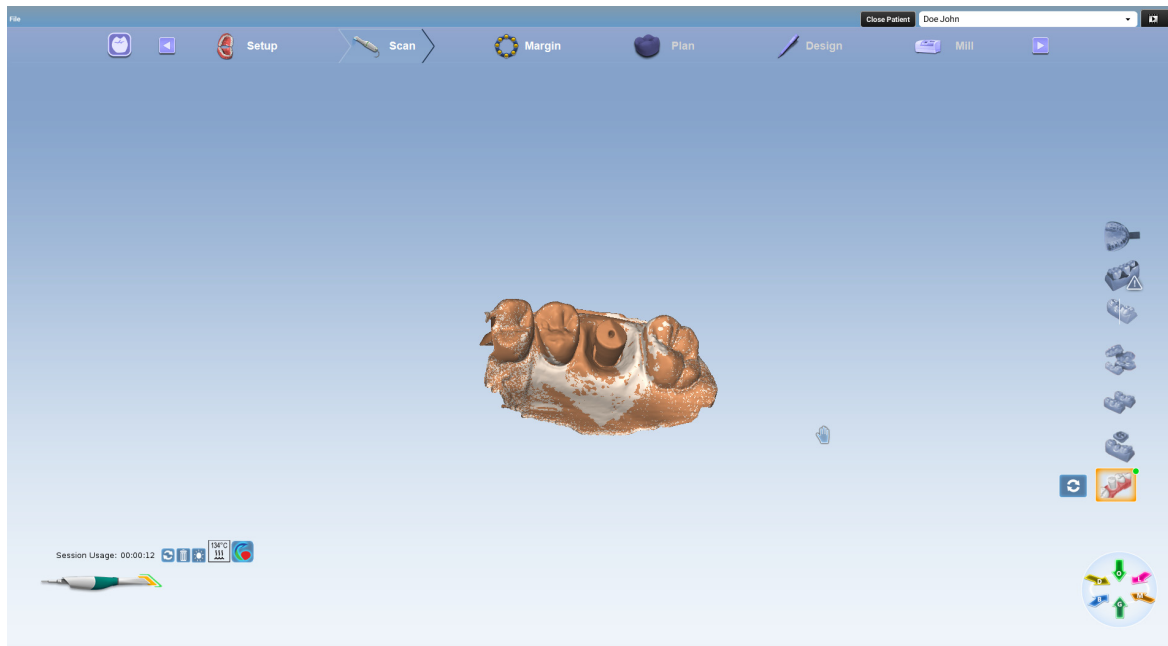 File
Close Patient
Doe John
Setup
Scan
Margin
Plan
Design
Mill
Session Usage: 00:00:12
134°C
O
D
L
B
M
G